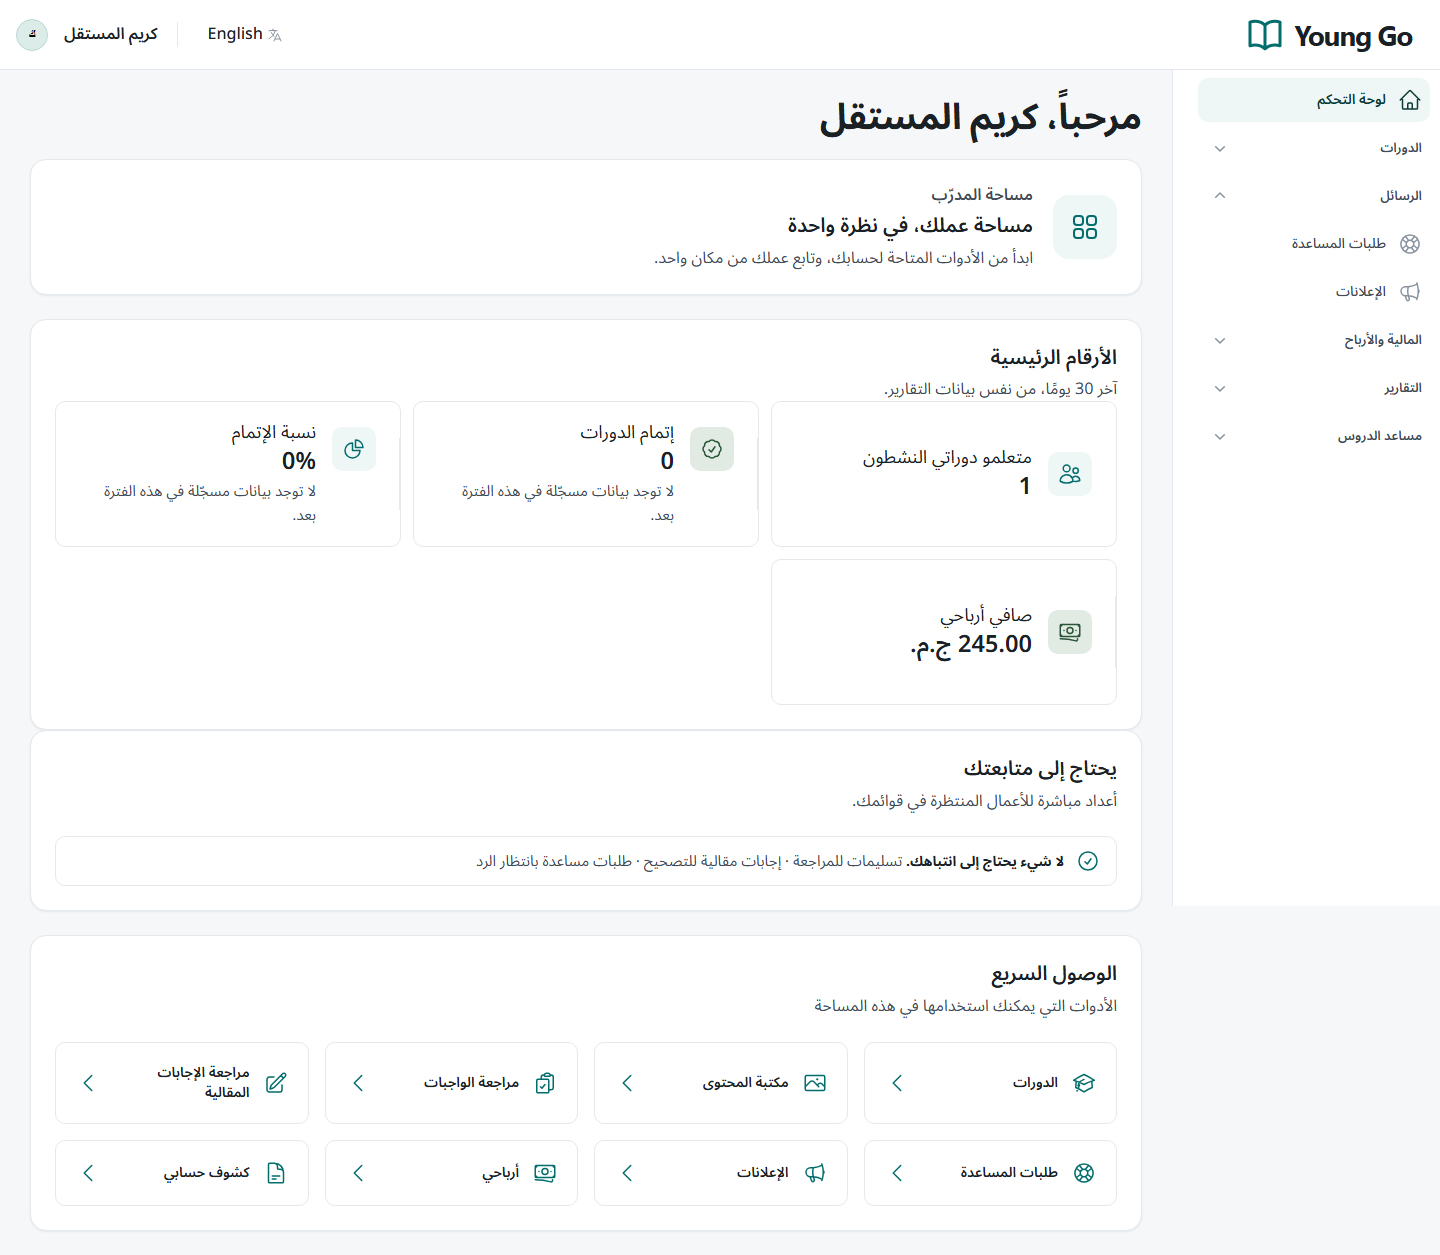 Young Go
English
كريم المستقل
ك
لوحة التحكم
الدورات
الرسائل
طلبات المساعدة
الإعلانات
المالية والأرباح
التقارير
مساعد الدروس
مرحباً، كريم المستقل
مساحة المدرّب
مساحة عملك، في نظرة واحدة
ابدأ من الأدوات المتاحة لحسابك، وتابع عملك من مكان واحد.
الأرقام الرئيسية
آخر 30 يومًا، من نفس بيانات التقارير.
متعلمو دوراتي النشطون
1
إتمام الدورات
0
لا توجد بيانات مسجّلة في هذه الفترة
بعد.
نسبة الإتمام
0%
لا توجد بيانات مسجّلة في هذه الفترة
بعد.
صافي أرباحي
245.00 ج.م.
يحتاج إلى متابعتك
أعداد مباشرة للأعمال المنتظرة في قوائمك.
لا شيء يحتاج إلى انتباهك. تسليمات للمراجعة · إجابات مقالية للتصحيح · طلبات مساعدة بانتظار الرد
الوصول السريع
الأدوات التي يمكنك استخدامها في هذه المساحة
الدورات
مكتبة المحتوى
مراجعة الواجبات
مراجعة الإجابات
المقالية
طلبات المساعدة
الإعلانات
أرباحي
كشوف حسابي